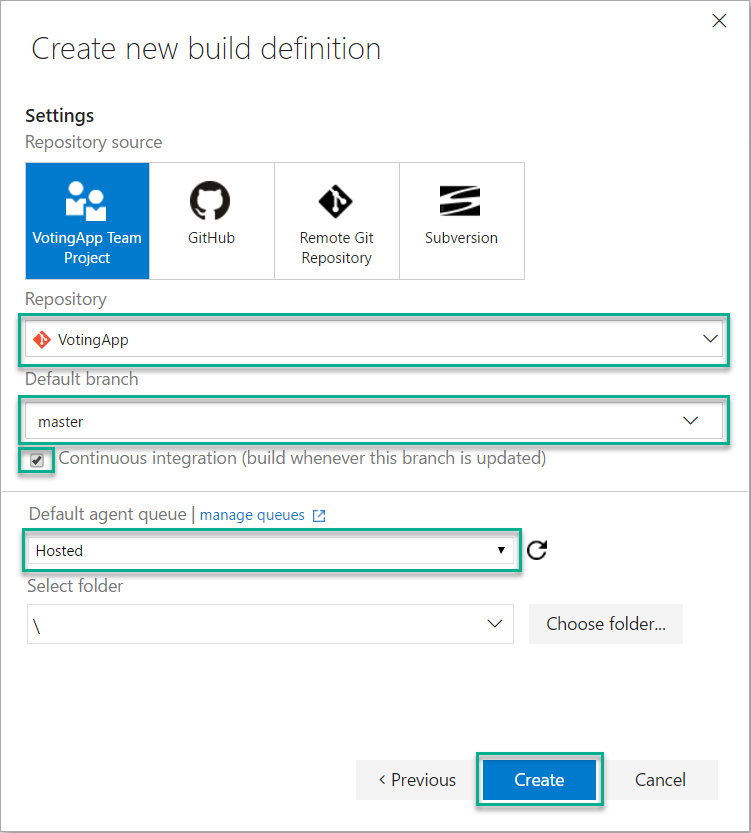 Create new build definition
Settings
Repository source
VotingApp Team
Project
GitHub
Remote Git
Repository
Subversion
Repository
VotingApp
Default branch
master
Continuous integration (build whenever this branch is updated)
Default agent queue | manage queues
Hosted
Select folder
\
Choose folder...
< Previous
Create
Cancel